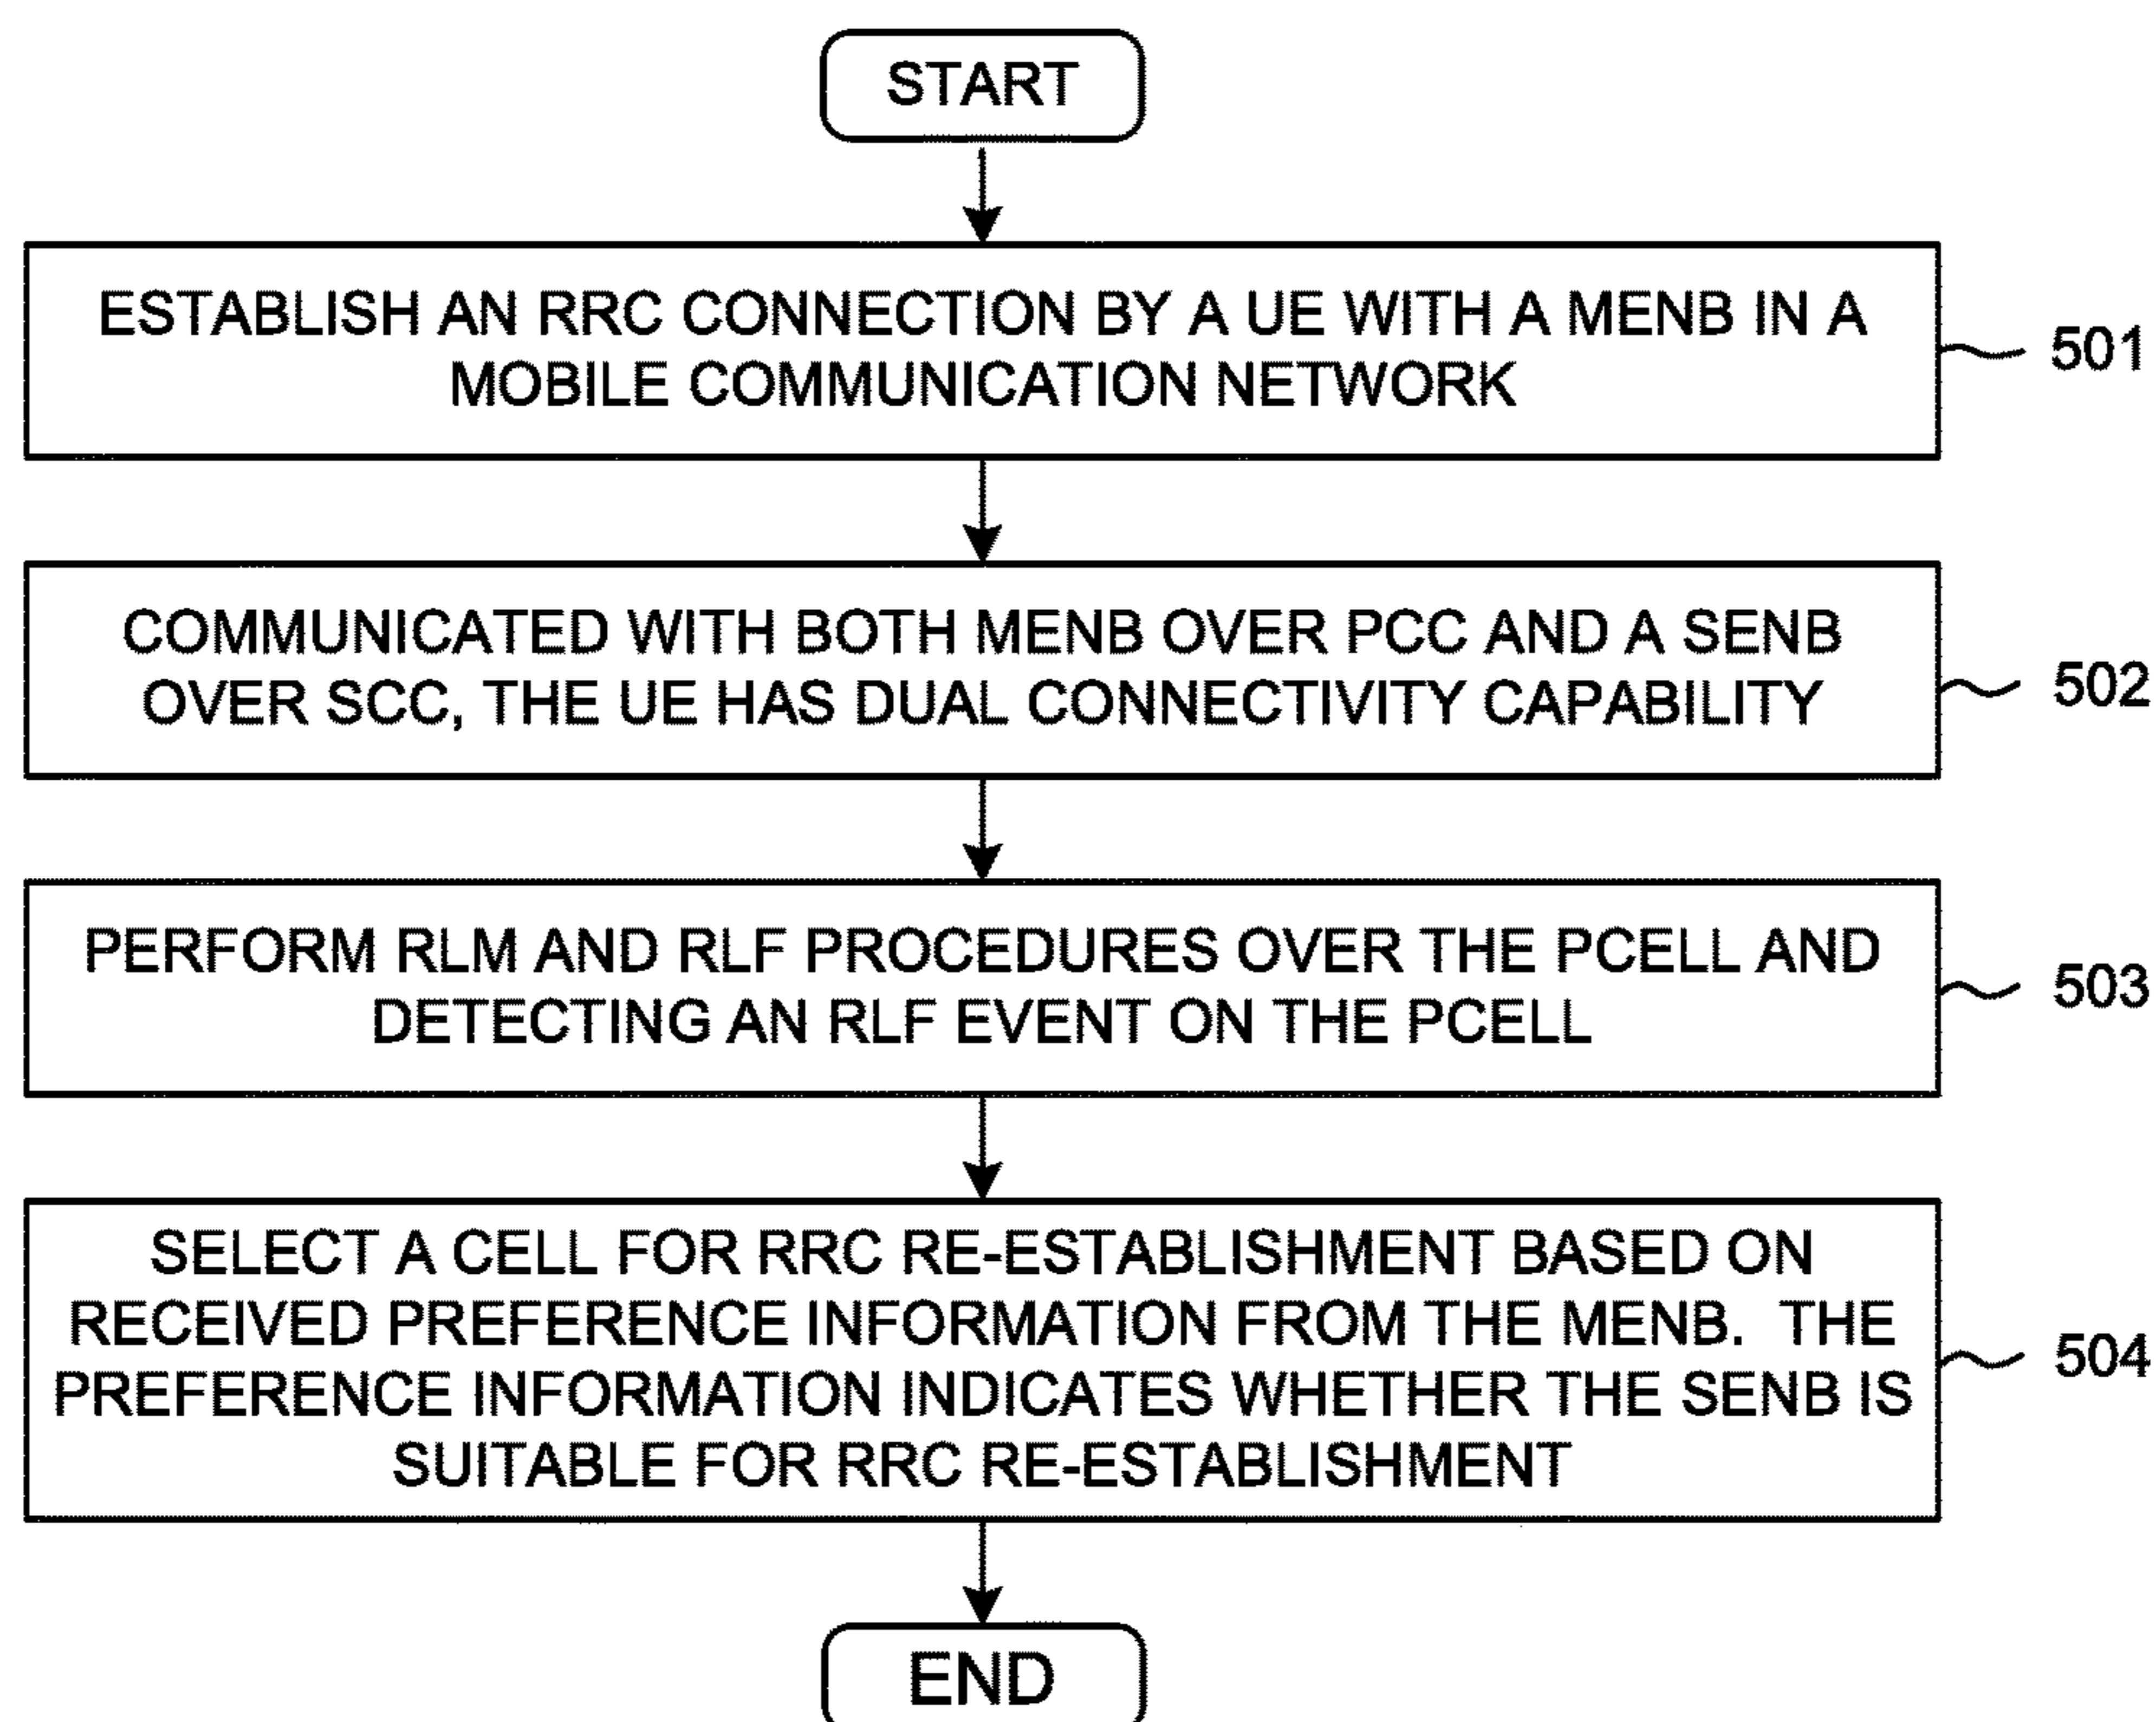 START
ESTABLISH AN RRC CONNECTION BY A UE WITH A MENB IN A
MOBILE COMMUNICATION NETWORK
501
COMMUNICATED WITH BOTH MENB OVER PCC AND A SENB
OVER SCC, THE UE HAS DUAL CONNECTIVITY CAPABILITY
502
PERFORM RLM AND RLF PROCEDURES OVER THE PCELL AND
DETECTING AN RLF EVENT ON THE PCELL
503
SELECT A CELL FOR RRC RE-ESTABLISHMENT BASED ON
RECEIVED PREFERENCE INFORMATION FROM THE MENB. THE
PREFERENCE INFORMATION INDICATES WHETHER THE SENB IS
SUITABLE FOR RRC RE-ESTABLISHMENT
504
END